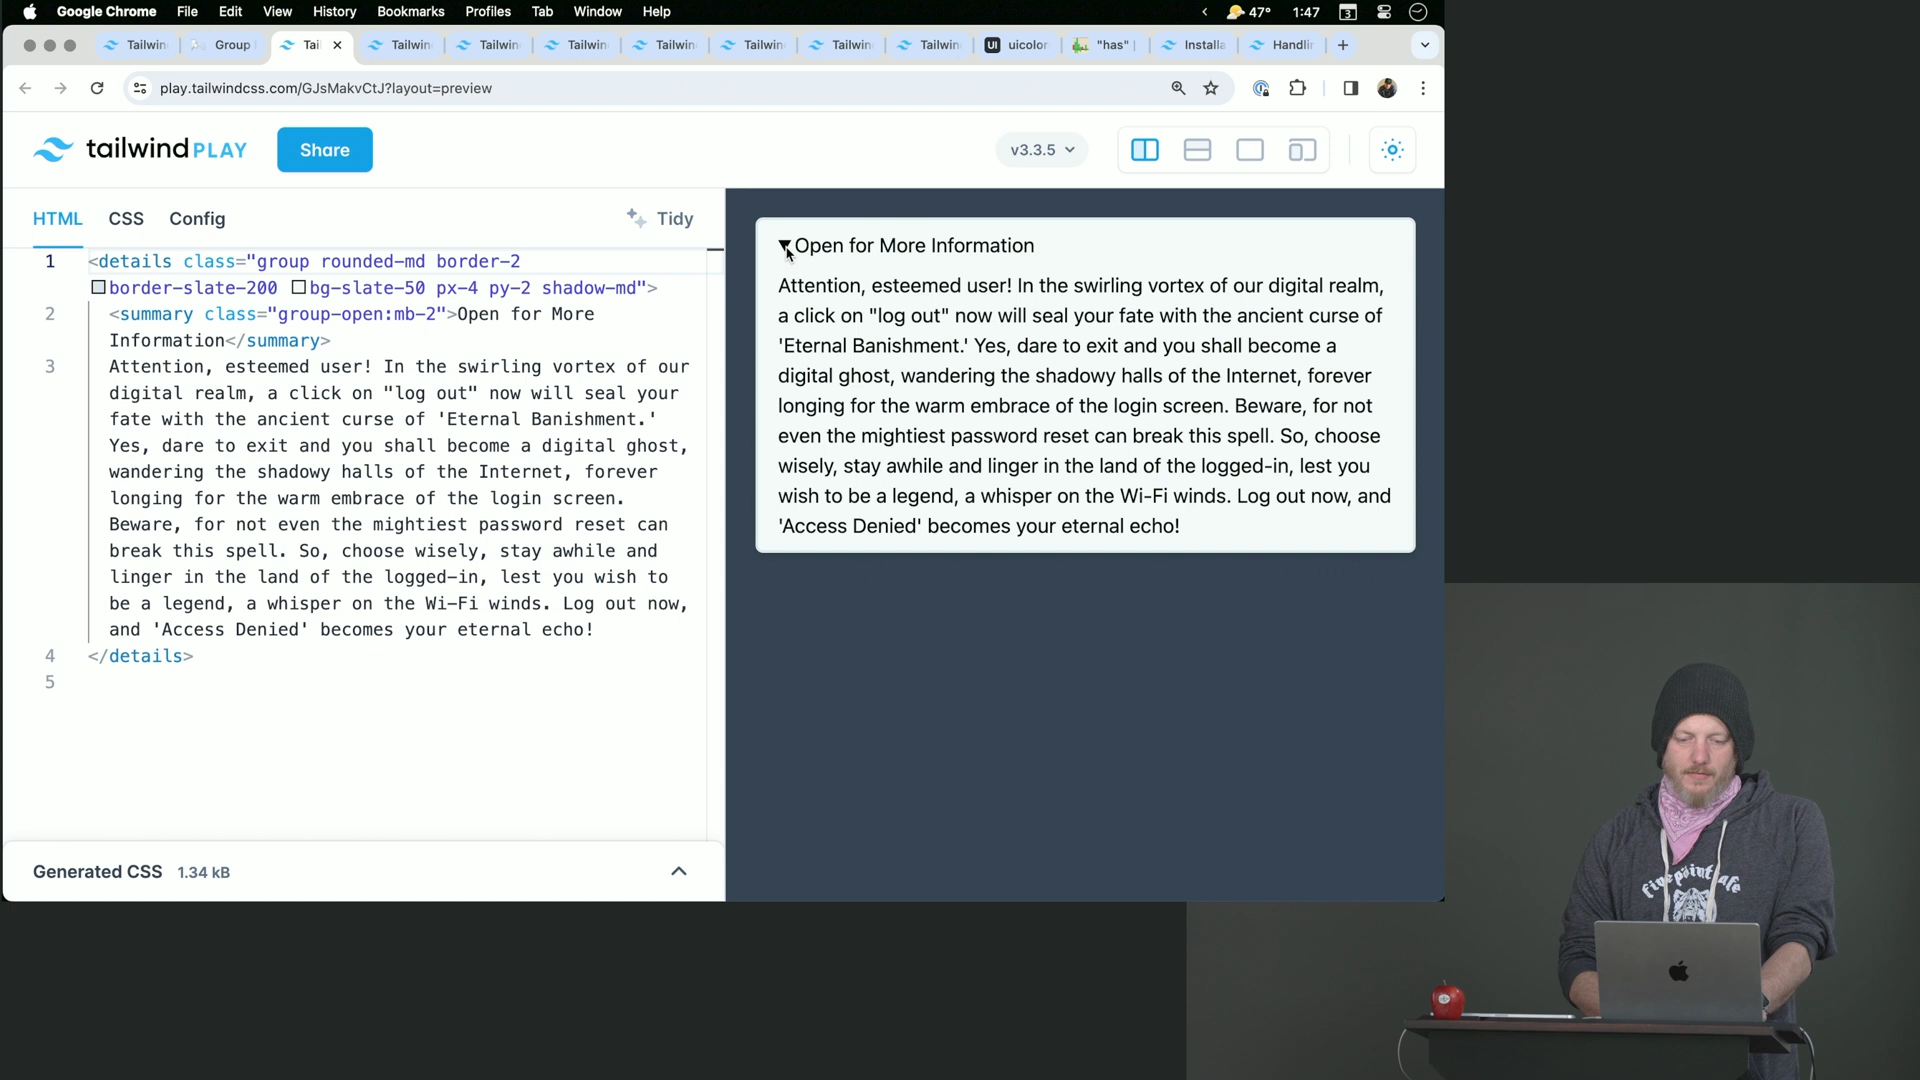 Google Chrome File Edit View History Bookmarks Profiles Tab Window Help
47° 1:47 3
Tailwin Group Tai Tailwin Tailwin Tailwin Tailwin Tailwin Tailwin Tailwin UI uicolor "has" | Installa Handlin
play.tailwindcss.com/GJsMakvCtJ?layout=preview
tailwind PLAY Share v3.3.5
HTML CSS Config Tidy
1 <details class="group rounded-md border-2
border-slate-200 bg-slate-50 px-4 py-2 shadow-md">
2 <summary class="group-open:mb-2">Open for More
Information</summary>
3 Attention, esteemed user! In the swirling vortex of our
digital realm, a click on "log out" now will seal your
fate with the ancient curse of 'Eternal Banishment.'
Yes, dare to exit and you shall become a digital ghost,
wandering the shadowy halls of the Internet, forever
longing for the warm embrace of the login screen.
Beware, for not even the mightiest password reset can
break this spell. So, choose wisely, stay awhile and
linger in the land of the logged-in, lest you wish to
be a legend, a whisper on the Wi-Fi winds. Log out now,
and 'Access Denied' becomes your eternal echo!
4 </details>
5
Generated CSS 1.34 kB
Open for More Information
Attention, esteemed user! In the swirling vortex of our digital realm,
a click on "log out" now will seal your fate with the ancient curse of
'Eternal Banishment.' Yes, dare to exit and you shall become a
digital ghost, wandering the shadowy halls of the Internet, forever
longing for the warm embrace of the login screen. Beware, for not
even the mightiest password reset can break this spell. So, choose
wisely, stay awhile and linger in the land of the logged-in, lest you
wish to be a legend, a whisper on the Wi-Fi winds. Log out now, and
'Access Denied' becomes your eternal echo!
fivepointcafe